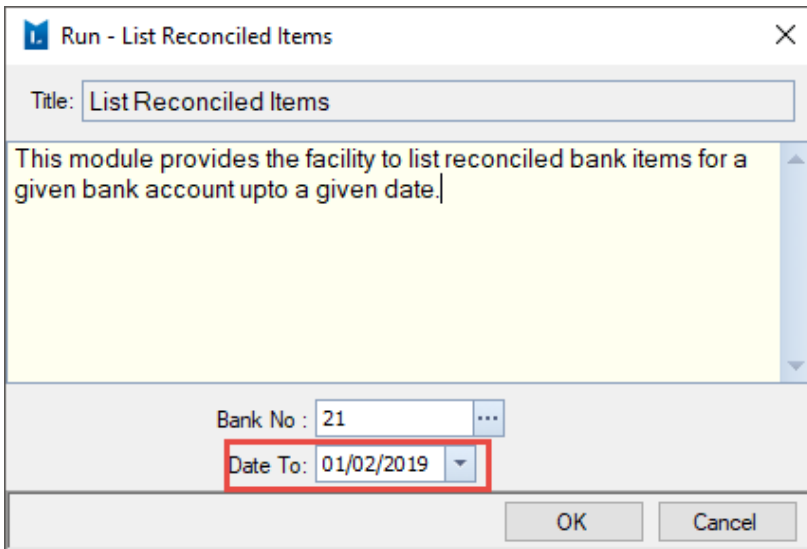 L.
Run - List Reconciled Items
Title: List Reconciled Items
This module provides the facility to list reconciled bank items for a
given bank account upto a given date.
Bank No : 21 ...
Date To: 01/02/2019
OK Cancel